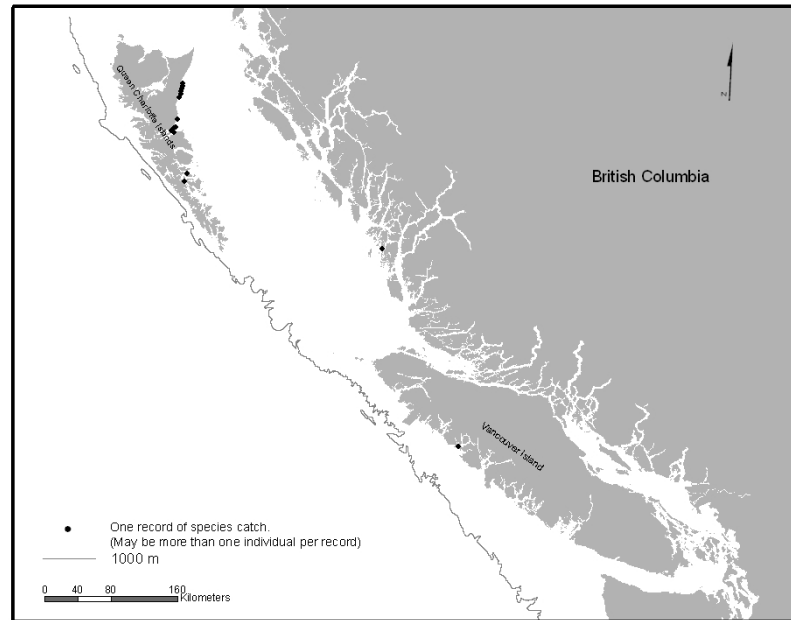 Queen Charlotte Islands
N
British Columbia
Vancouver Island
One record of species catch.
(May be more than one individual per record)
1000 m
0 40 80 160
Kilometers